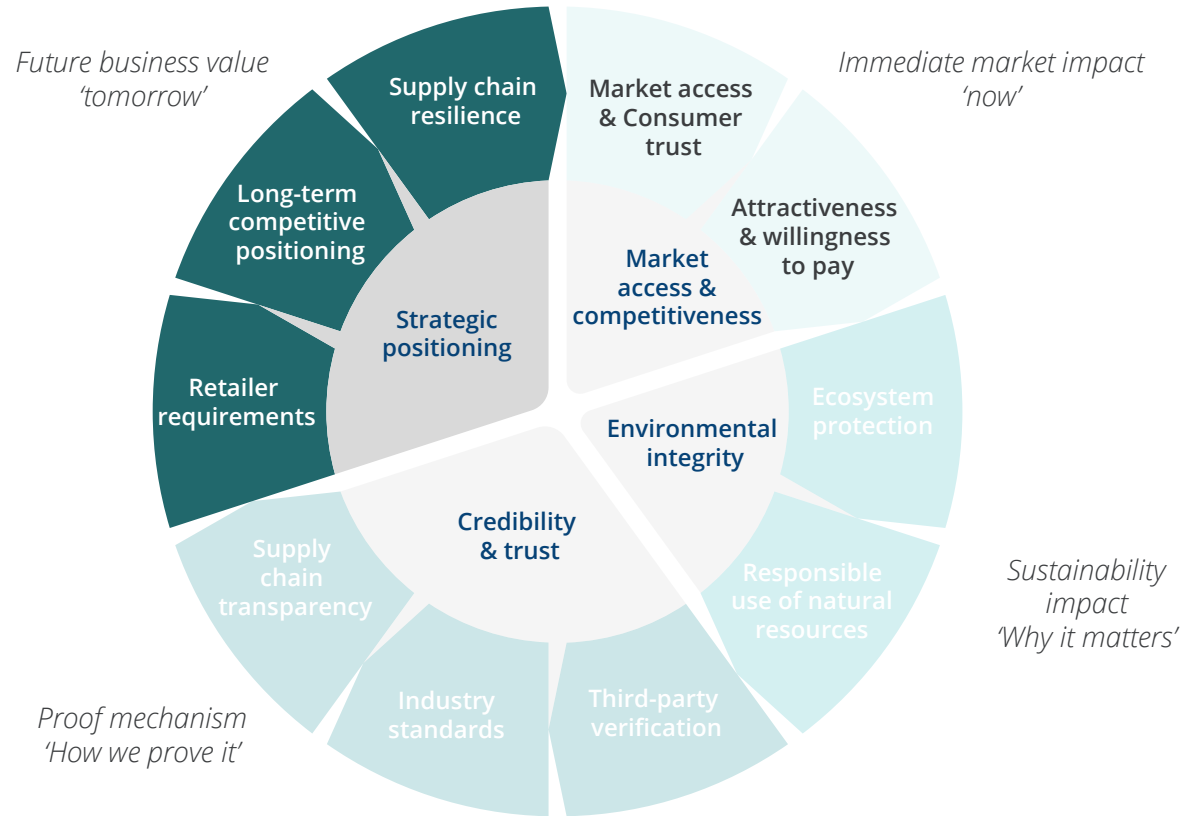 Future business value
‘tomorrow’
Immediate market impact
‘now’
Supply chain
resilience
Market access
& Consumer
trust
Long-term
competitive
positioning
Attractiveness
& willingness
to pay
Strategic
positioning
Market
access &
competitiveness
Retailer
requirements
Ecosystem
protection
Environmental
integrity
Credibility
& trust
Supply
chain
transparency
Responsible
use of natural
resources
Sustainability
impact
‘Why it matters’
Industry
standards
Third-party
verification
Proof mechanism
‘How we prove it’